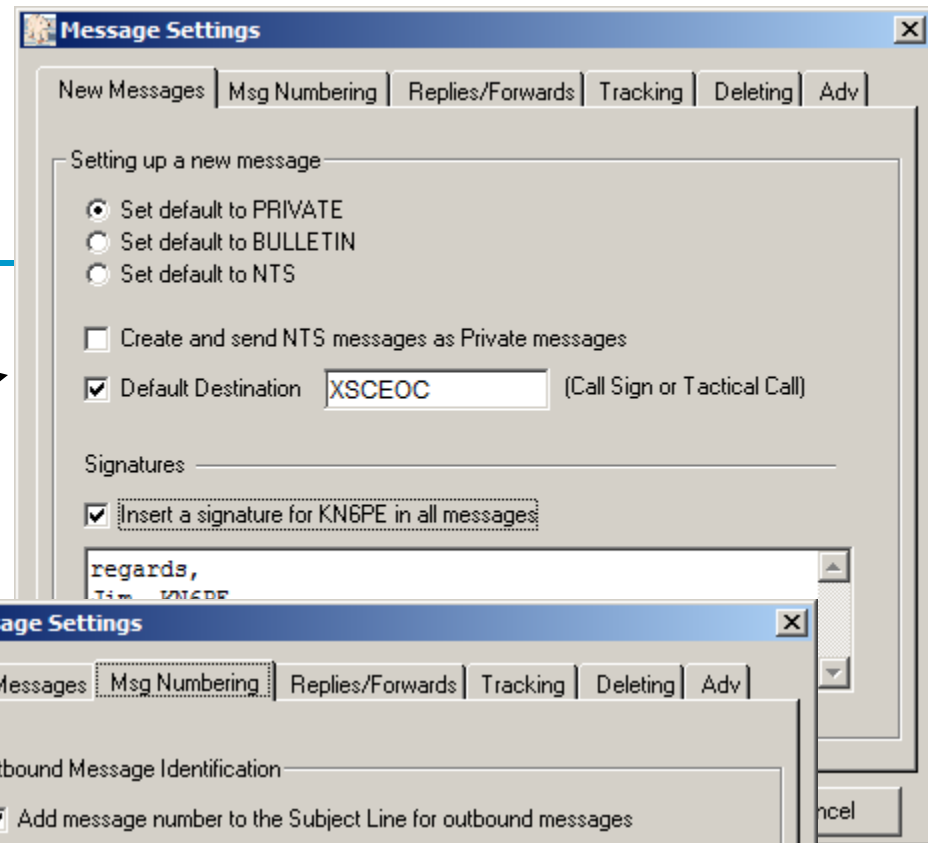 Message Settings
New Messages Msg Numbering Replies/Forwards Tracking Deleting Adv
Setting up a new message
Set default to PRIVATE
Set default to BULLETIN
Set default to NTS
Create and send NTS messages as Private messages
Default Destination XSCEOC (Call Sign or Tactical Call)
Signatures
Insert a signature for KN6PE in all messages
regards,
Jim KN6PE
sage Settings
Messages Msg Numbering Replies/Forwards Tracking Deleting Adv
tbound Message Identification
Add message number to the Subject Line for outbound messages
ncel